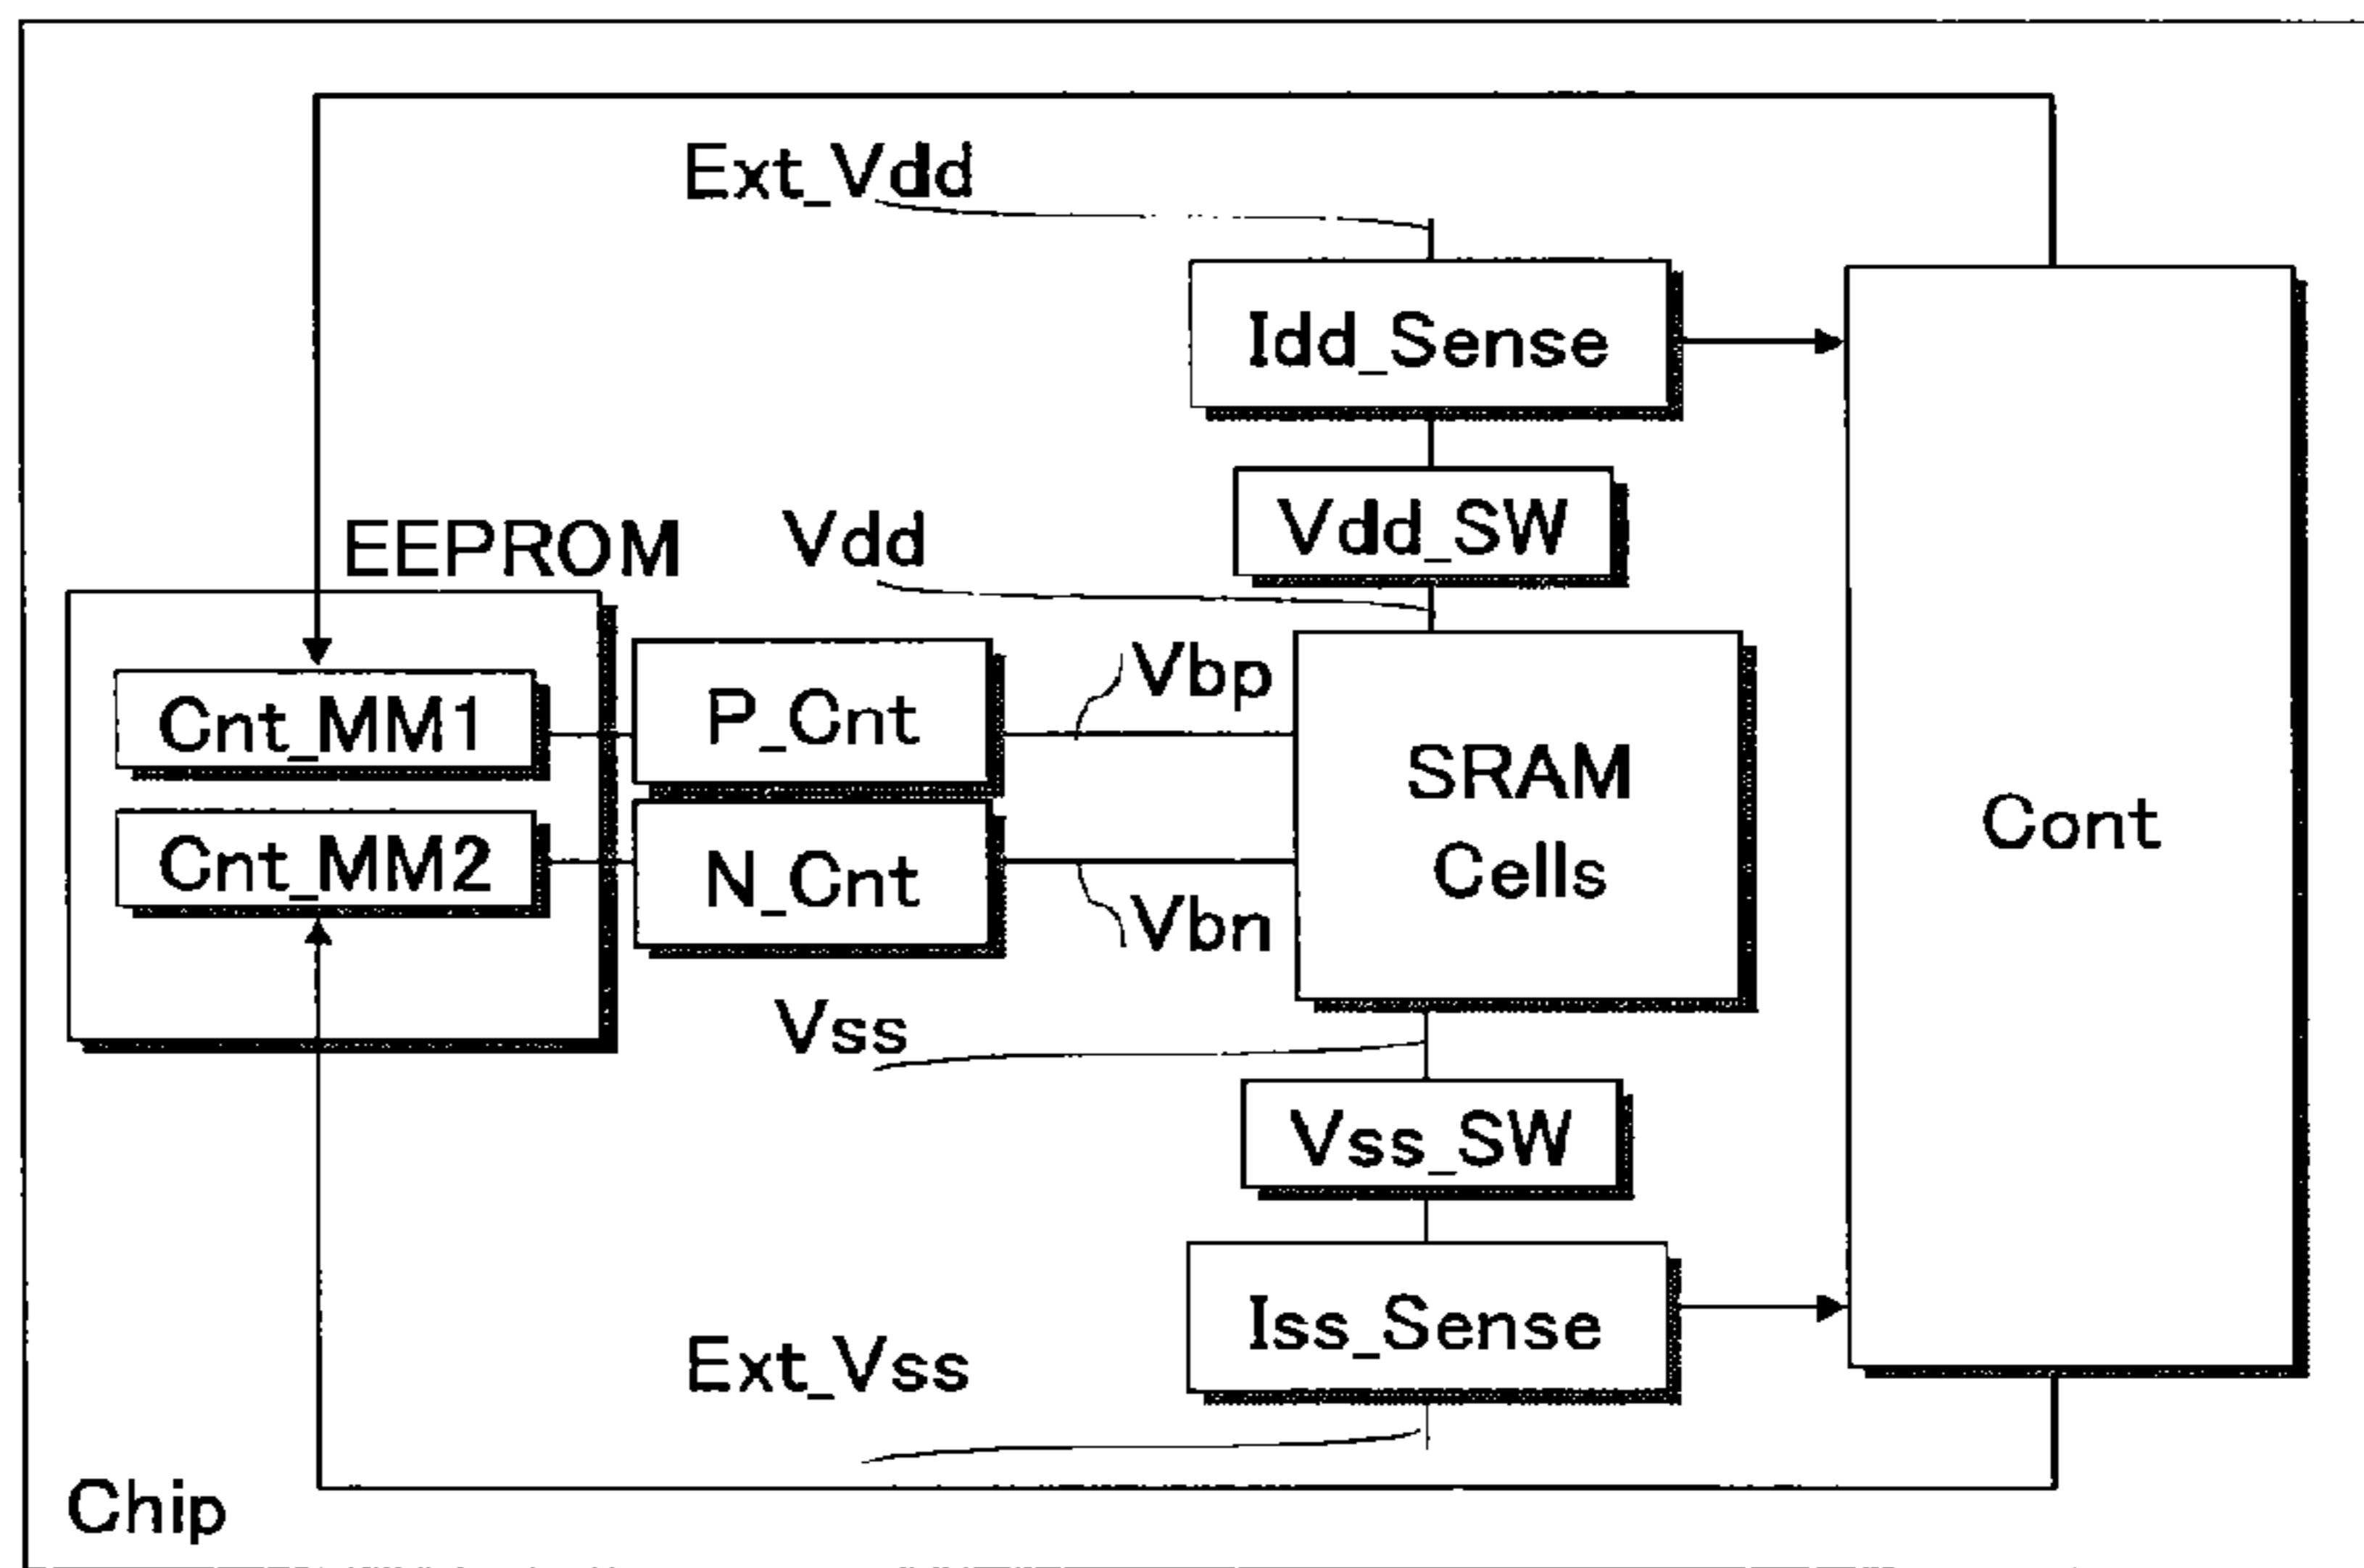 Ext_Vdd
Idd_Sense
Vdd_SW
EEPROM
Vdd
Cnt_MM1
P_Cnt
Vbp
SRAM
Cells
Cont
Cnt_MM2
N_Cnt
Vbn
Vss
Vss_SW
Iss_Sense
Ext_Vss
Chip